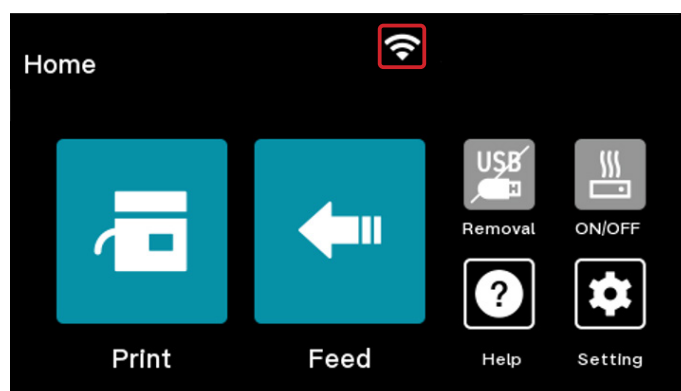 Home
USB
Removal
ON/OFF
?
Print
Feed
Help
Setting